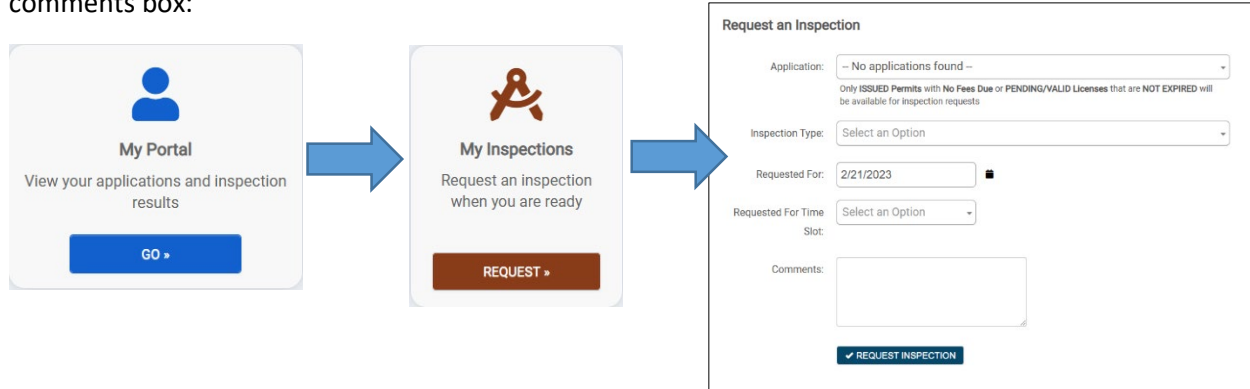 comments box:
My Portal
View your applications and inspection
results
GO »
My Inspections
Request an inspection
when you are ready
REQUEST »
Request an Inspection
Application: -- No applications found --
Only ISSUED Permits with No Fees Due or PENDING/VALID Licenses that are NOT EXPIRED will
be available for inspection requests
Inspection Type: Select an Option
Requested For: 2/21/2023
Requested For Time Select an Option
Slot:
Comments:
✔ REQUEST INSPECTION